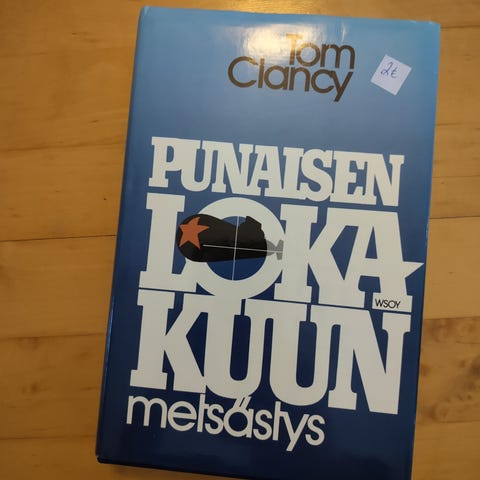 Tom
Clancy
2€
PUNAISEN
LOKA
WSOY
KUUN
metsästys